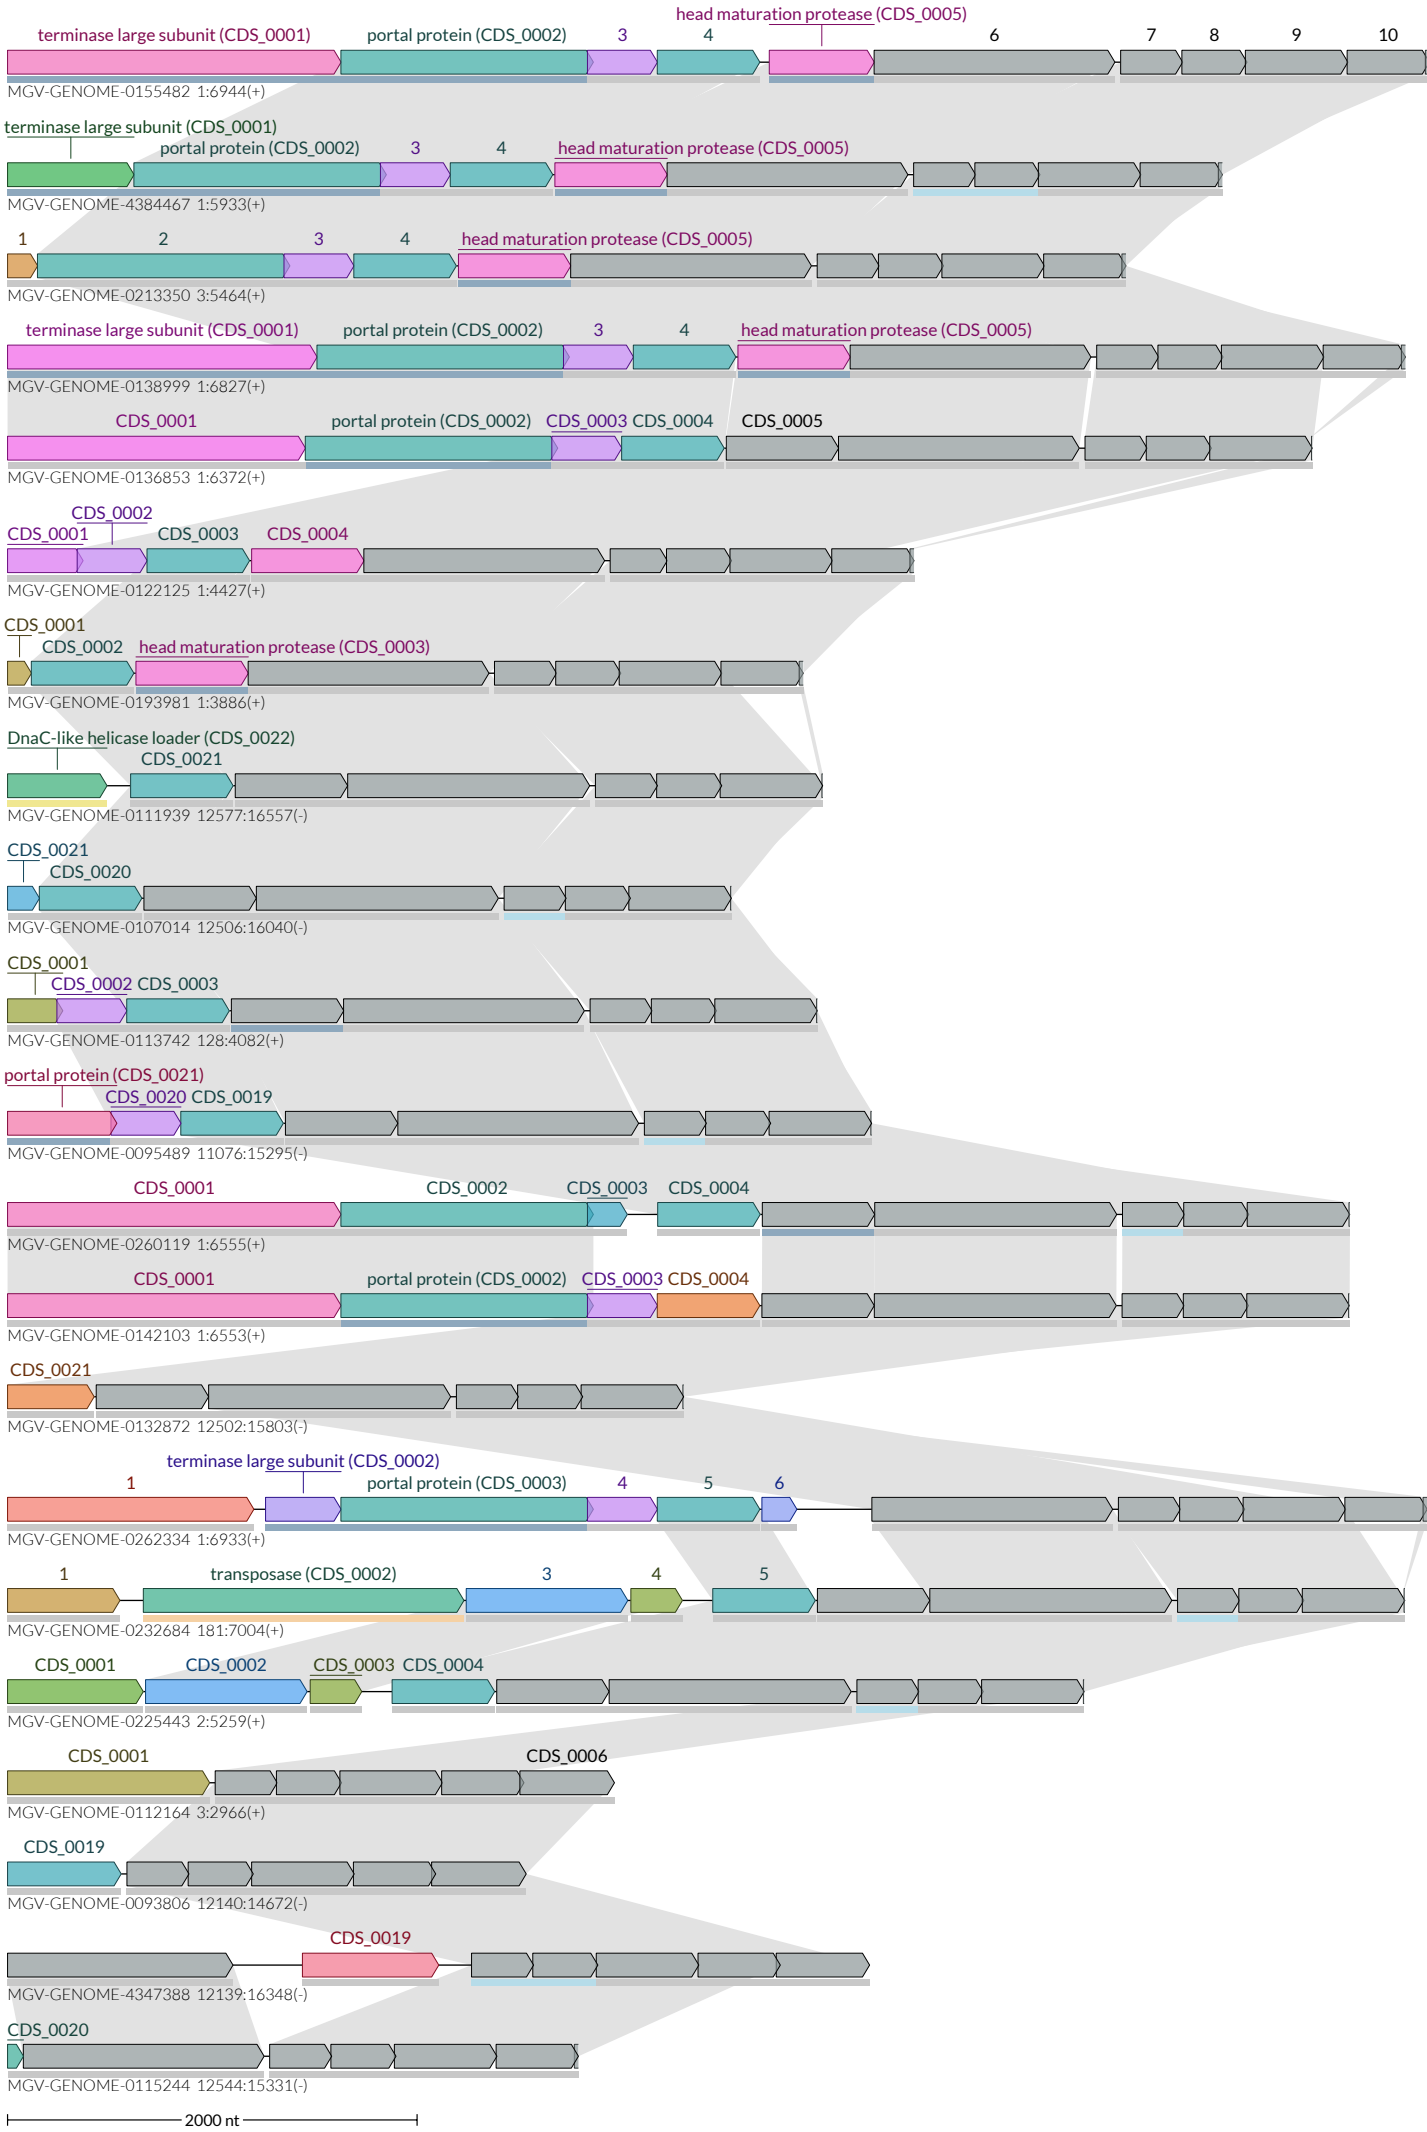 head maturation protease (CDS_0005)
terminase large subunit (CDS_0001) portal protein (CDS_0002) 3 4 6 7 8 9 10
MGV-GENOME-0155482 1:6944(+)
terminase large subunit (CDS_0001)
portal protein (CDS_0002) 3 4 head maturation protease (CDS_0005)
MGV-GENOME-4384467 1:5933(+)
1 2 3 4 head maturation protease (CDS_0005)
MGV-GENOME-0213350 3:5464(+)
terminase large subunit (CDS_0001) portal protein (CDS_0002) 3 4 head maturation protease (CDS_0005)
MGV-GENOME-0138999 1:6827(+)
CDS_0001 portal protein (CDS_0002) CDS_0003 CDS_0004 CDS_0005
MGV-GENOME-0136853 1:6372(+)
CDS_0002
CDS_0001 CDS_0003 CDS_0004
MGV-GENOME-0122125 1:4427(+)
CDS_0001
CDS_0002 head maturation protease (CDS_0003)
MGV-GENOME-0193981 1:3886(+)
DnaC-like helicase loader (CDS_0022)
CDS_0021
MGV-GENOME-0111939 12577:16557(-)
CDS_0021
CDS_0020
MGV-GENOME-0107014 12506:16040(-)
CDS_0001
CDS_0002 CDS_0003
MGV-GENOME-0113742 128:4082(+)
portal protein (CDS_0021)
CDS_0020 CDS_0019
MGV-GENOME-0095489 11076:15295(-)
CDS_0001 CDS_0002 CDS_0003 CDS_0004
MGV-GENOME-0260119 1:6555(+)
CDS_0001 portal protein (CDS_0002) CDS_0003 CDS_0004
MGV-GENOME-0142103 1:6553(+)
CDS_0021
MGV-GENOME-0132872 12502:15803(-)
terminase large subunit (CDS_0002)
1 portal protein (CDS_0003) 4 5 6
MGV-GENOME-0262334 1:6933(+)
1 transposase (CDS_0002) 3 4 5
MGV-GENOME-0232684 181:7004(+)
CDS_0001 CDS_0002 CDS_0003 CDS_0004
MGV-GENOME-0225443 2:5259(+)
CDS_0001 CDS_0006
MGV-GENOME-0112164 3:2966(+)
CDS_0019
MGV-GENOME-0093806 12140:14672(-)
CDS_0019
MGV-GENOME-4347388 12139:16348(-)
CDS_0020
MGV-GENOME-0115244 12544:15331(-)
2000 nt